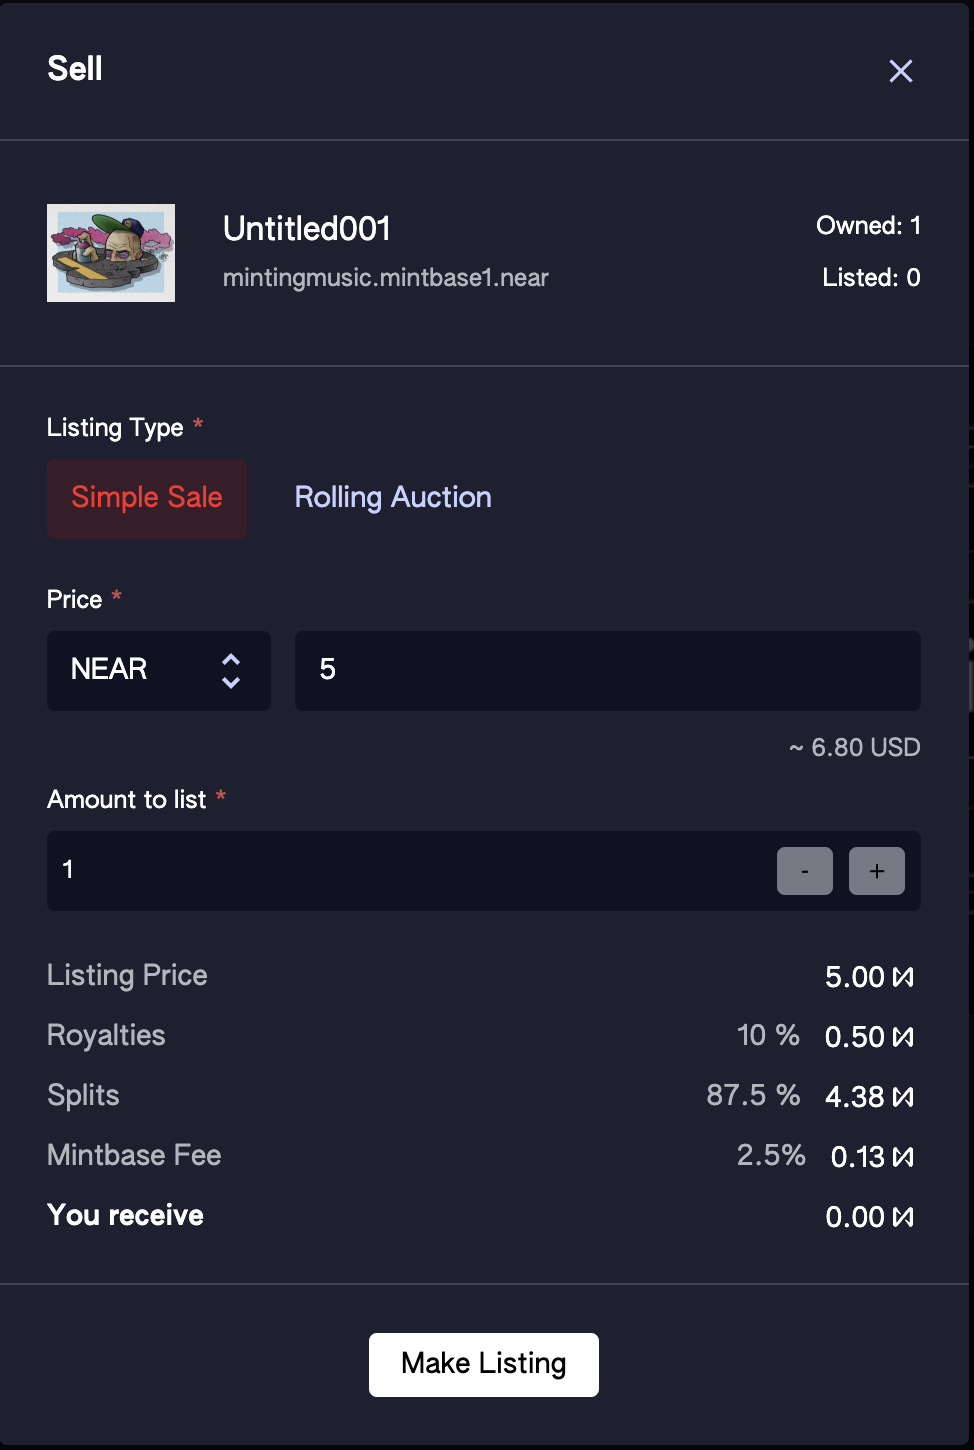 Sell
Untitled001
mintingmusic.mintbase1.near
Owned: 1
Listed: 0
Listing Type *
Simple Sale Rolling Auction
Price *
NEAR 5
~ 6.80 USD
Amount to list *
1 - +
Listing Price 5.00
Royalties 10 % 0.50
Splits 87.5 % 4.38
Mintbase Fee 2.5% 0.13
You receive 0.00
Make Listing